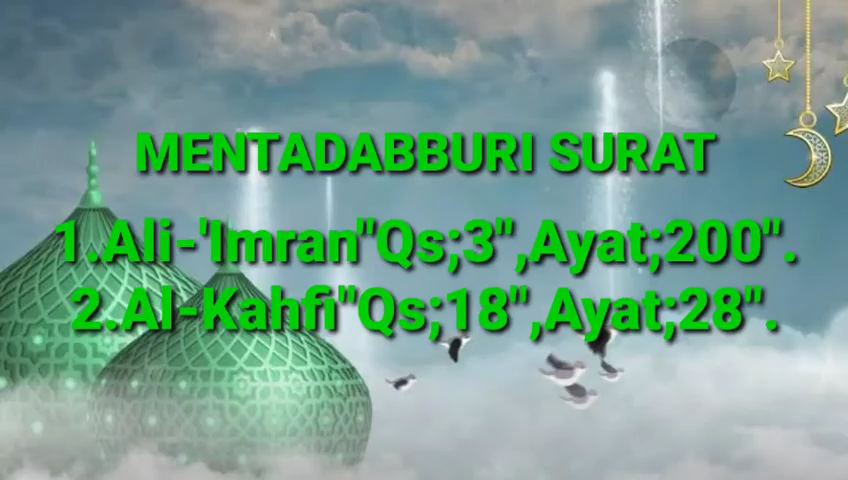 MENTADABBURI SURAT
1.Ali-'Imran"Qs;3",Ayat;200".
2.Al-Kahfi"Qs;18",Ayat;28".